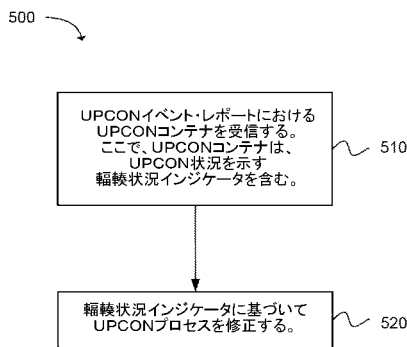 500
UPCONイベント・レポートにおける
UPCONコンテナを受信する。
ここで、UPCONコンテナは、
UPCON状況を示す
輻輳状況インジケータを含む。
510
輻輳状況インジケータに基づいて
UPCONプロセスを修正する。
520